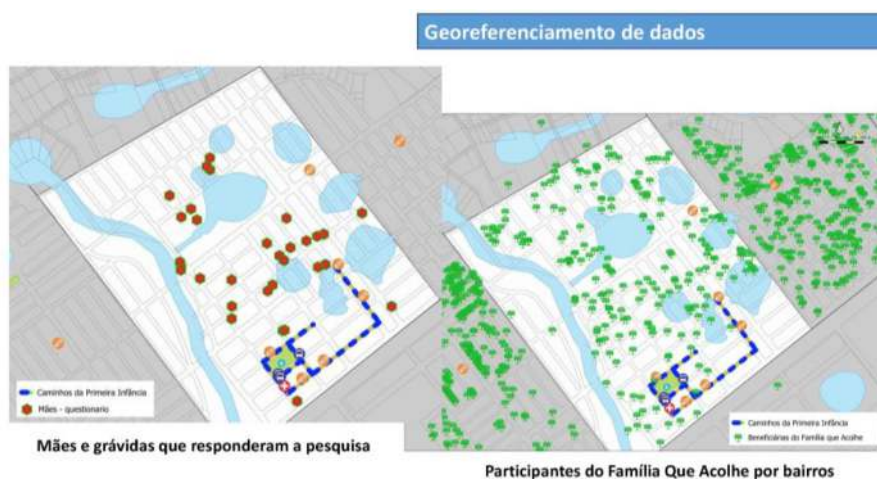 Georeferenciamento de dados
Caminhos da Primeira Infância
Mães - questionario
Mães e grávidas que responderam a pesquisa
Caminhos da Primeira Infância
Beneficiárias do Família que Acolhe
Participantes do Família Que Acolhe por bairros